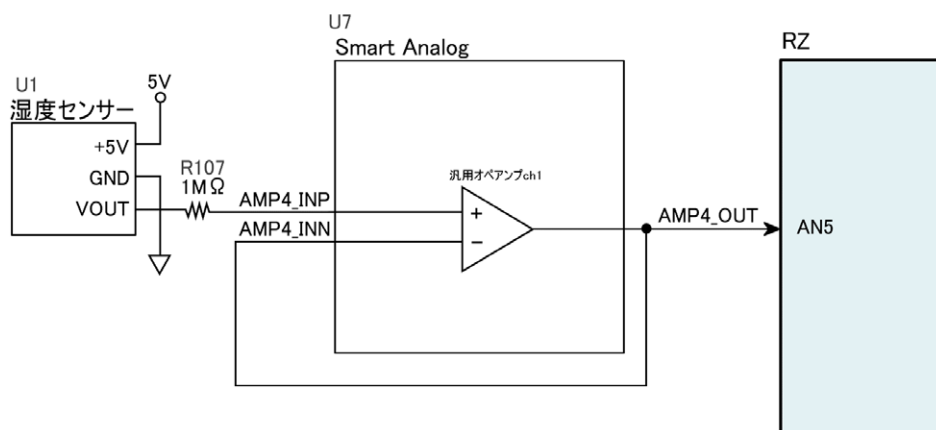 U7
Smart Analog
RZ
U1
湿度センサー
5V
+5V
GND
VOUT
R107
1MΩ
AMP4_INP
AMP4_INN
汎用オペアンプch1
+
−
AMP4_OUT
AN5